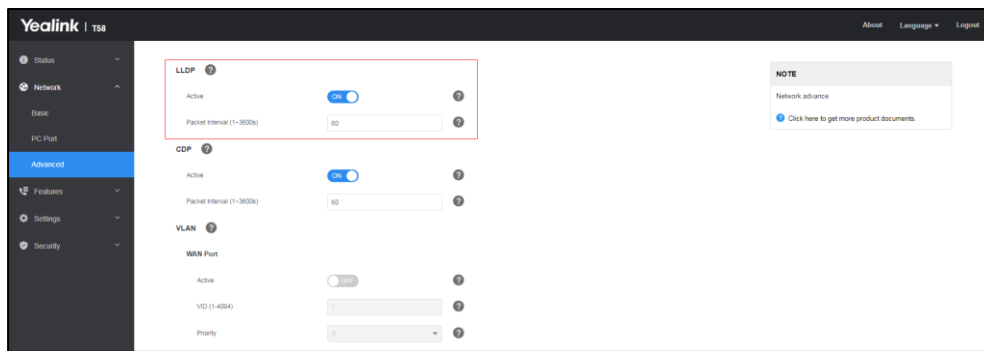 Yealink | T58
About Language Logout
Status
Network
Basic
PC Port
Advanced
Features
Settings
Security
LLDP ?
Active ON ?
Packet Interval (1~3600s) 60 ?
CDP ?
Active ON ?
Packet Interval (1~3600s) 60 ?
VLAN ?
WAN Port
Active OFF ?
VID (1-4094) 1 ?
Priority 0 ?
NOTE
Network advance
? Click here to get more product documents.